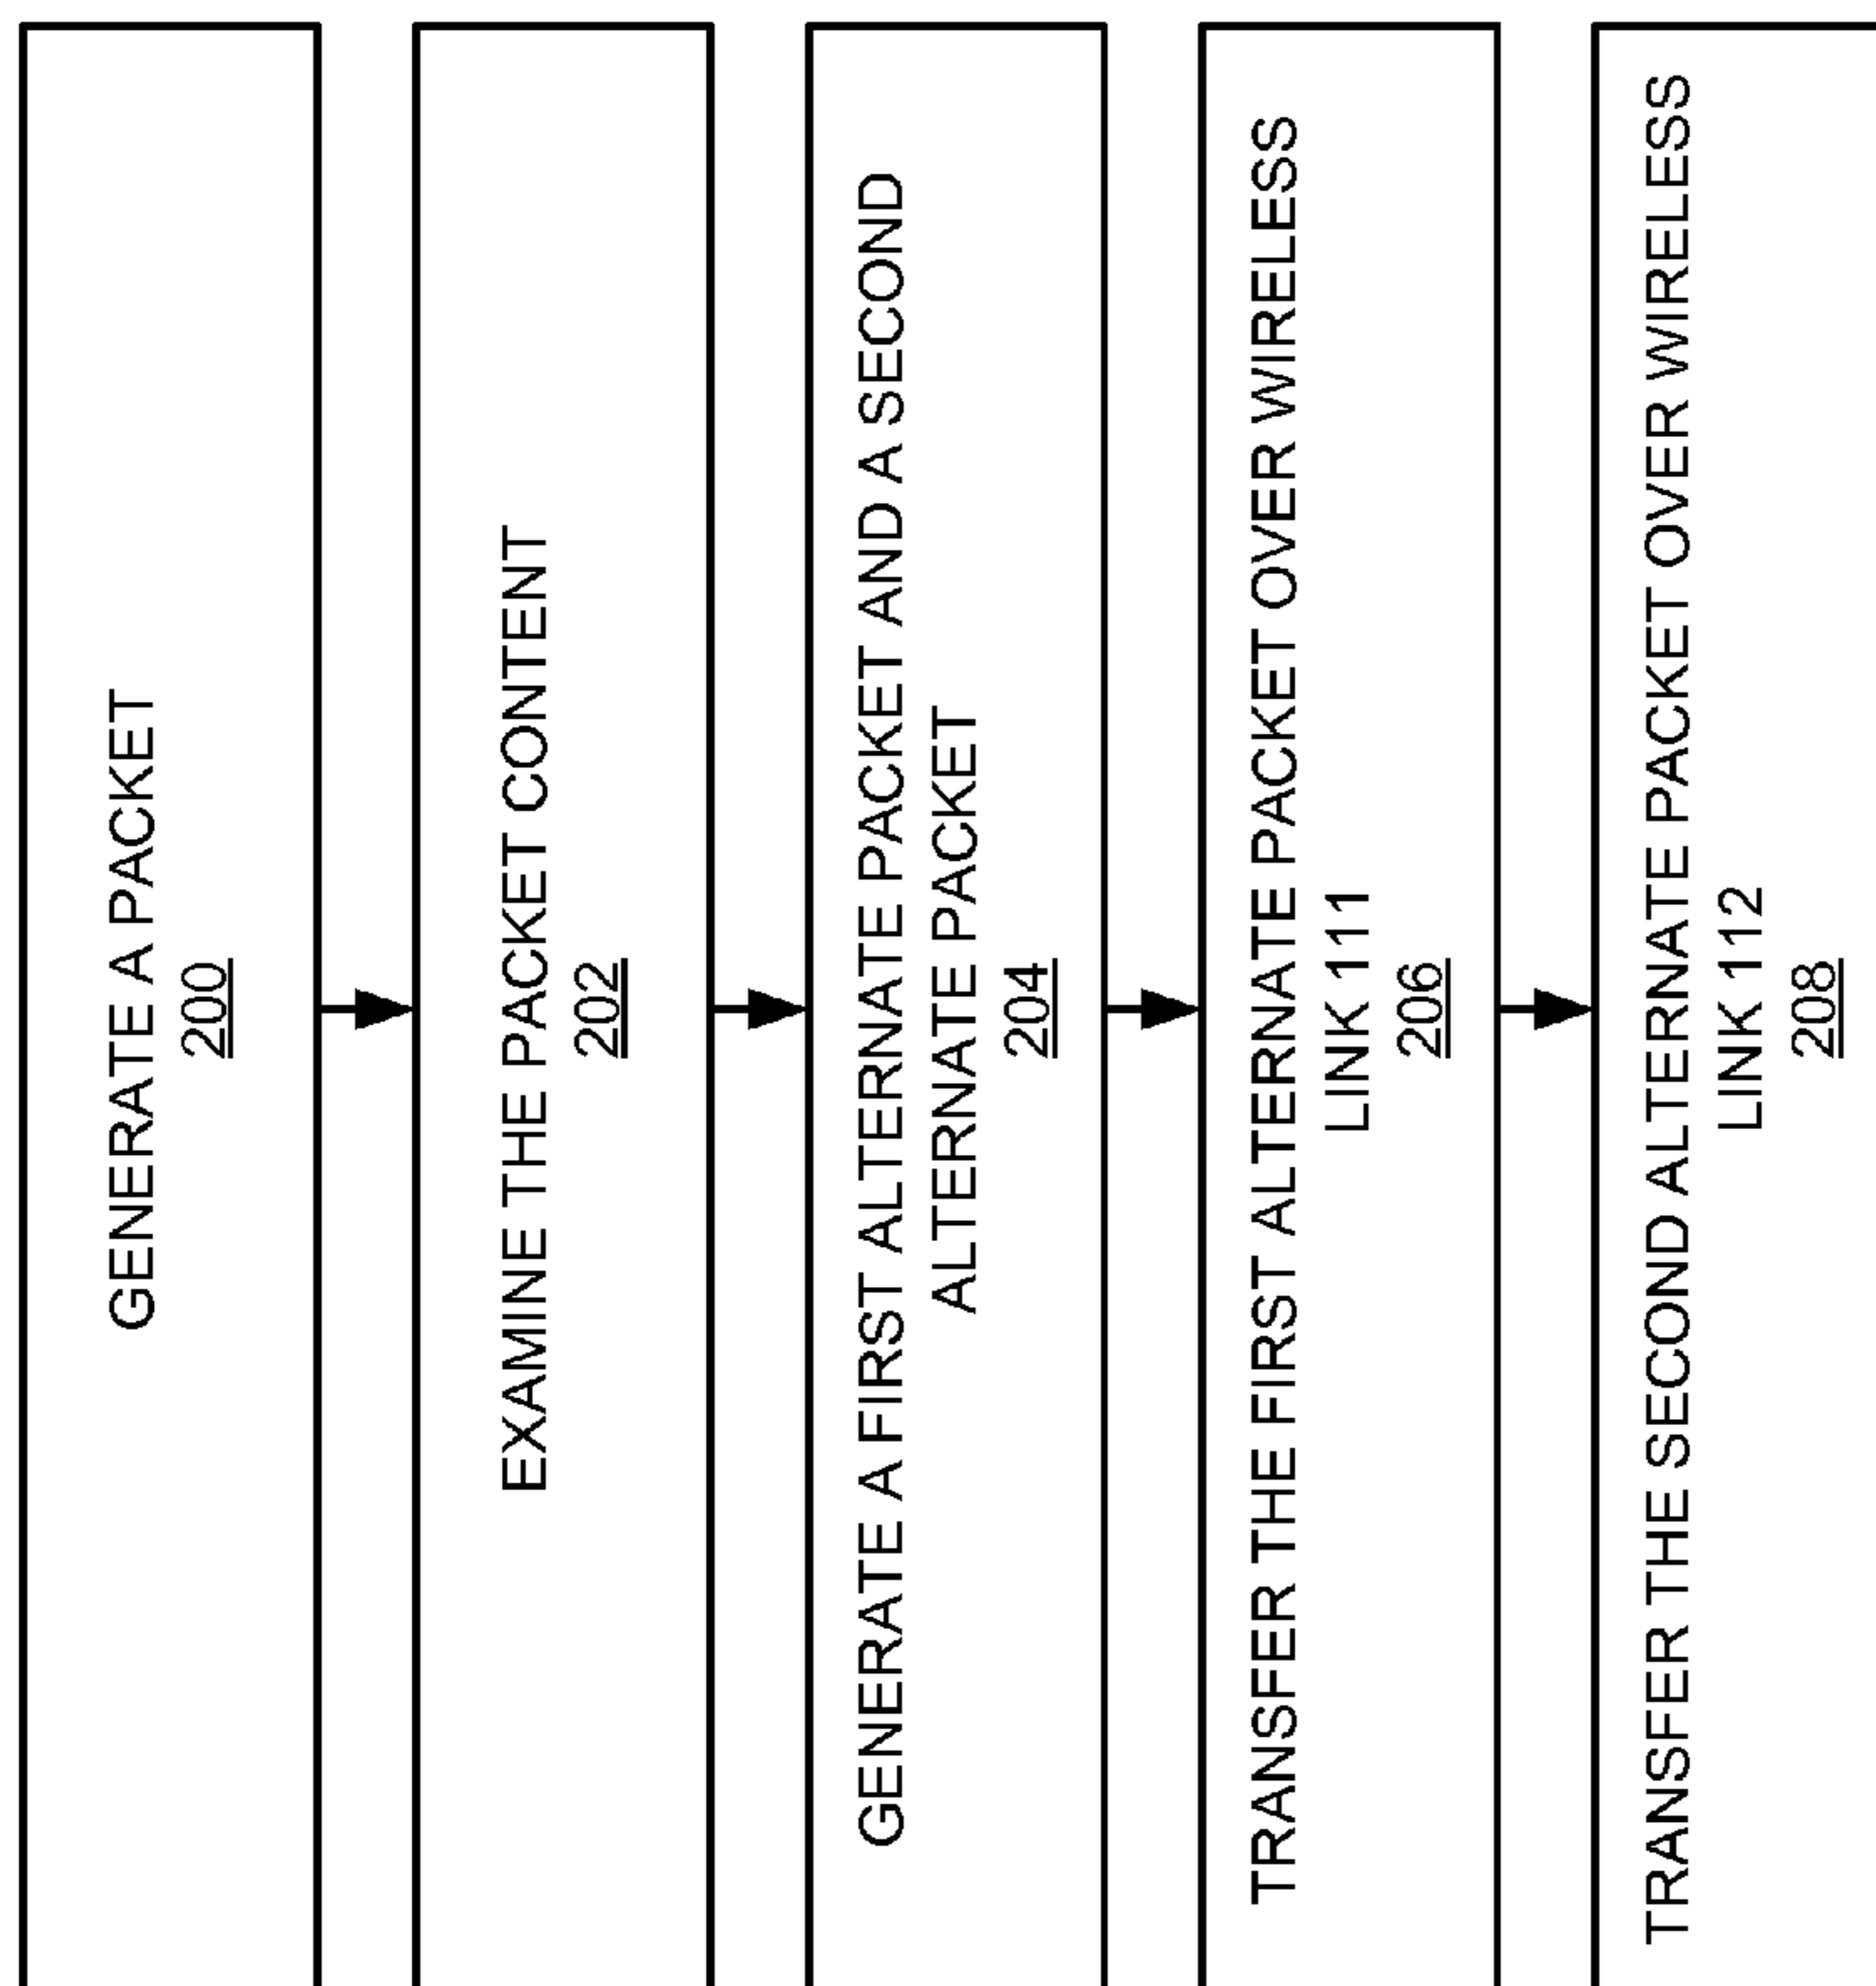 GENERATE A PACKET
200
EXAMINE THE PACKET CONTENT
202
GENERATE A FIRST ALTERNATE PACKET AND A SECOND
ALTERNATE PACKET
204
TRANSFER THE FIRST ALTERNATE PACKET OVER WIRELESS
LINK 111
206
TRANSFER THE SECOND ALTERNATE PACKET OVER WIRELESS
LINK 112
208